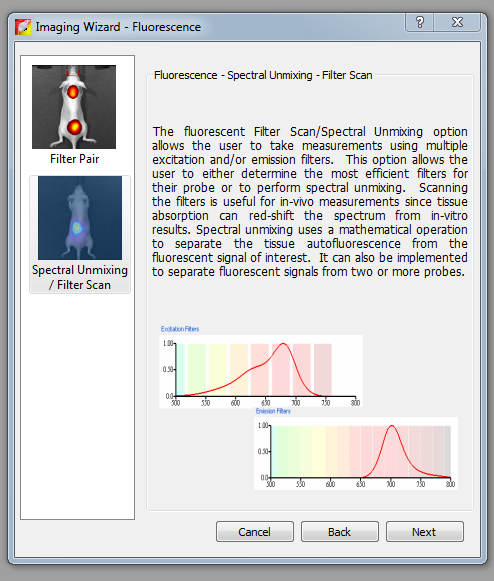 Imaging Wizard - Fluorescence
?
Filter Pair
Spectral Unmixing
/ Filter Scan
Fluorescence - Spectral Unmixing - Filter Scan
The fluorescent Filter Scan/Spectral Unmixing option
allows the user to take measurements using multiple
excitation and/or emission filters. This option allows the
user to either determine the most efficient filters for
their probe or to perform spectral unmixing. Scanning
the filters is useful for in-vivo measurements since tissue
absorption can red-shift the spectrum from in-vitro
results. Spectral unmixing uses a mathematical operation
to separate the tissue autofluorescence from the
fluorescent signal of interest. It can also be implemented
to separate fluorescent signals from two or more probes.
Excitation Filters
1.00
0.50
0.00
500 550 600 650 700 750 800
Emission Filters
1.00
0.50
0.00
500 550 600 650 700 750 800
Cancel Back Next